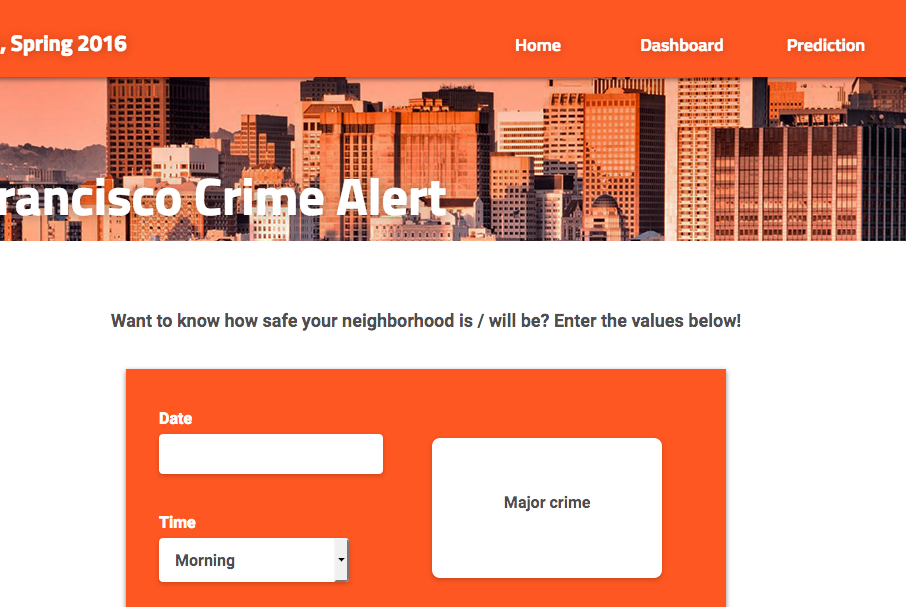 , Spring 2016
Home
Dashboard
Prediction
rancisco Crime Alert
Want to know how safe your neighborhood is / will be? Enter the values below!
Date
Major crime
Time
Morning